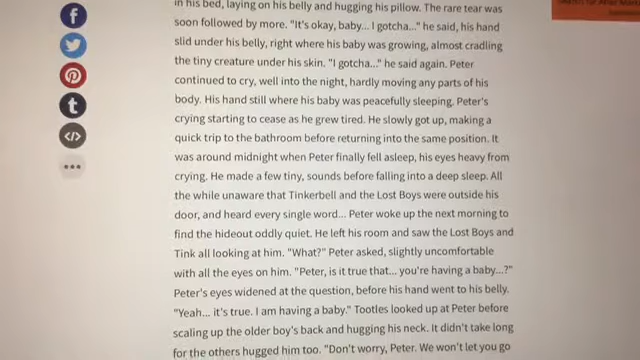 in his bed, laying on his belly and hugging his pillow. The rare tear was
soon followed by more. "It's okay, baby... I gotcha..." he said, his hand
slid under his belly, right where his baby was growing, almost cradling
the tiny creature under his skin. "I gotcha..." he said again. Peter
continued to cry, well into the night, hardly moving any parts of his
body. His hand still where his baby was peacefully sleeping. Peter's
crying starting to cease as he grew tired. He slowly got up, making a
quick trip to the bathroom before returning into the same position. It
was around midnight when Peter finally fell asleep, his eyes heavy from
crying. He made a few tiny, sounds before falling into a deep sleep. All
the while unaware that Tinkerbell and the Lost Boys were outside his
door, and heard every single word... Peter woke up the next morning to
find the hideout oddly quiet. He left his room and saw the Lost Boys and
Tink all looking at him. "What?" Peter asked, slightly uncomfortable
with all the eyes on him. "Peter, is it true that... you're having a baby...?"
Peter's eyes widened at the question, before his hand went to his belly.
"Yeah... it's true. I am having a baby." Tootles looked up at Peter before
scaling up the older boy's back and hugging his neck. It didn't take long
for the others hugged him too. "Don't worry, Peter. We won't let you go